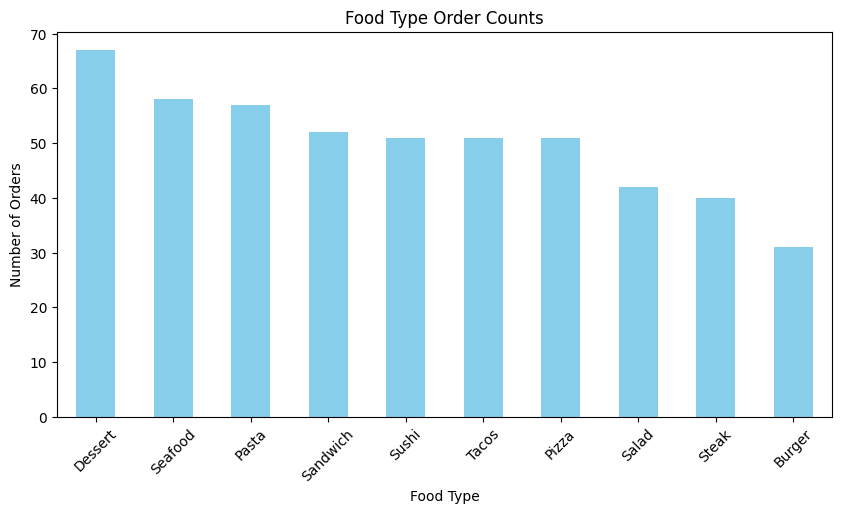 Food Type Order Counts
Number of Orders
70
60
50
40
30
20
10
0
Dessert
Seafood
Pasta
Sandwich
Sushi
Tacos
Pizza
Salad
Steak
Burger
Food Type